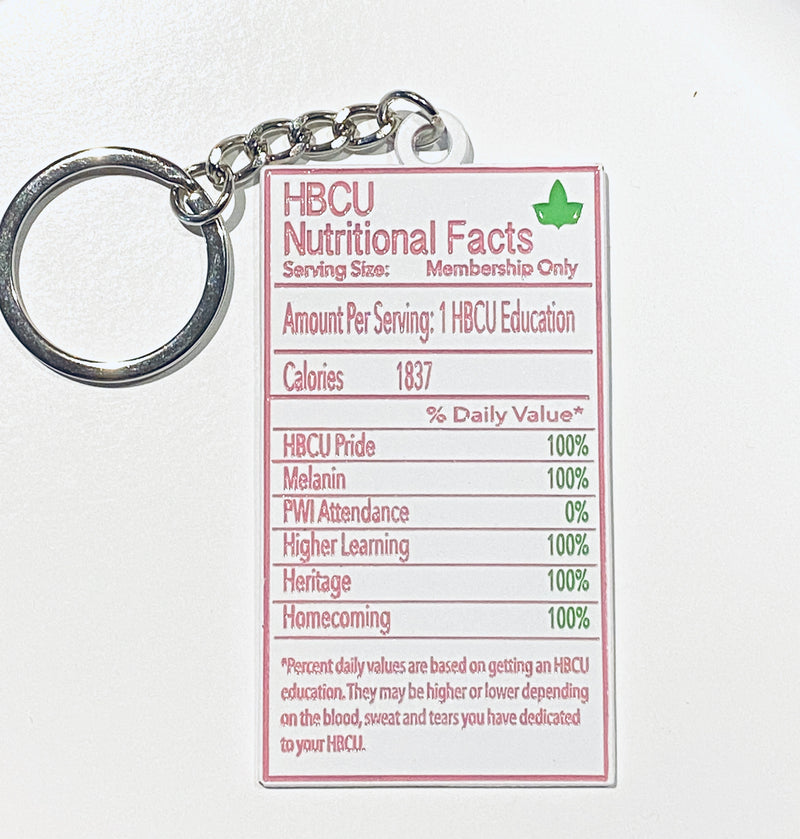 HBCU
Nutritional Facts
Serving Size: Membership Only
Amount Per Serving: 1 HBCU Education
Calories 1837
% Daily Value*
HBCU Pride 100%
Melanin 100%
PWI Attendance 0%
Higher Learning 100%
Heritage 100%
Homecoming 100%
*Percent daily values are based on getting an HBCU
education. They may be higher or lower depending
on the blood, sweat and tears you have dedicated
to your HBCU.